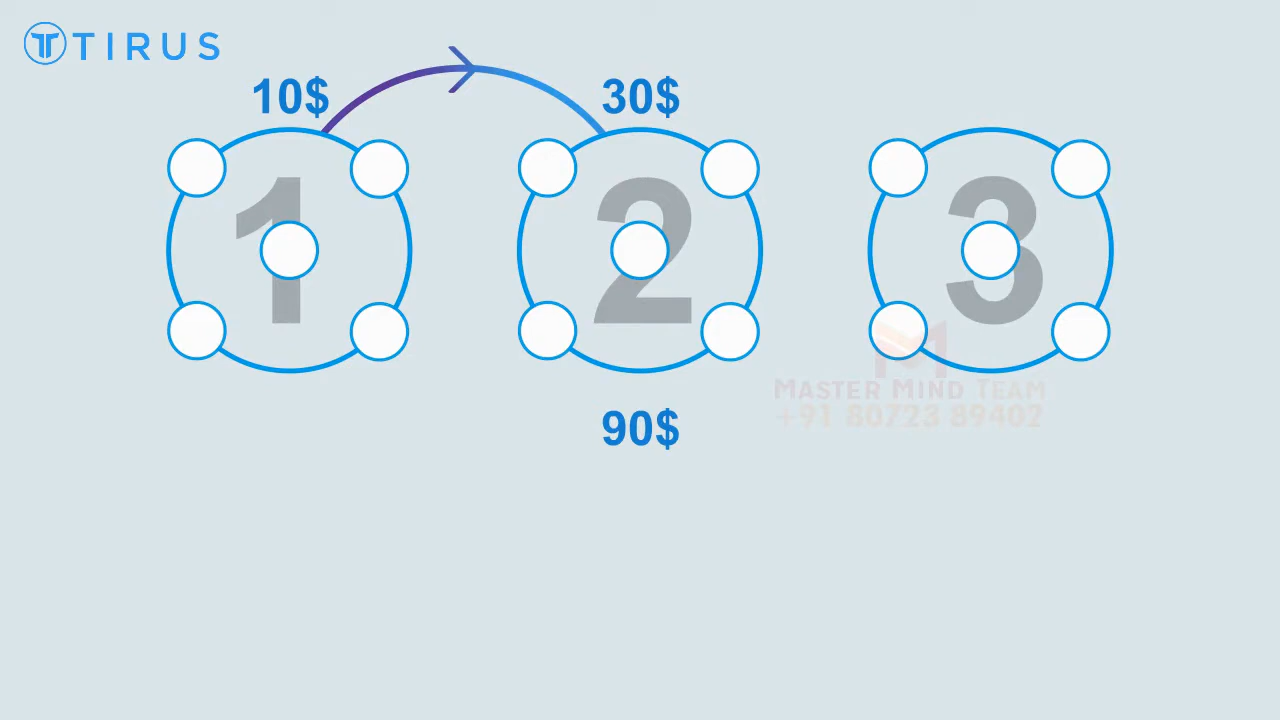 TIRUS
10$ 30$
1 2 3
90$
MASTER MIND TEAM
+91 80723 89402